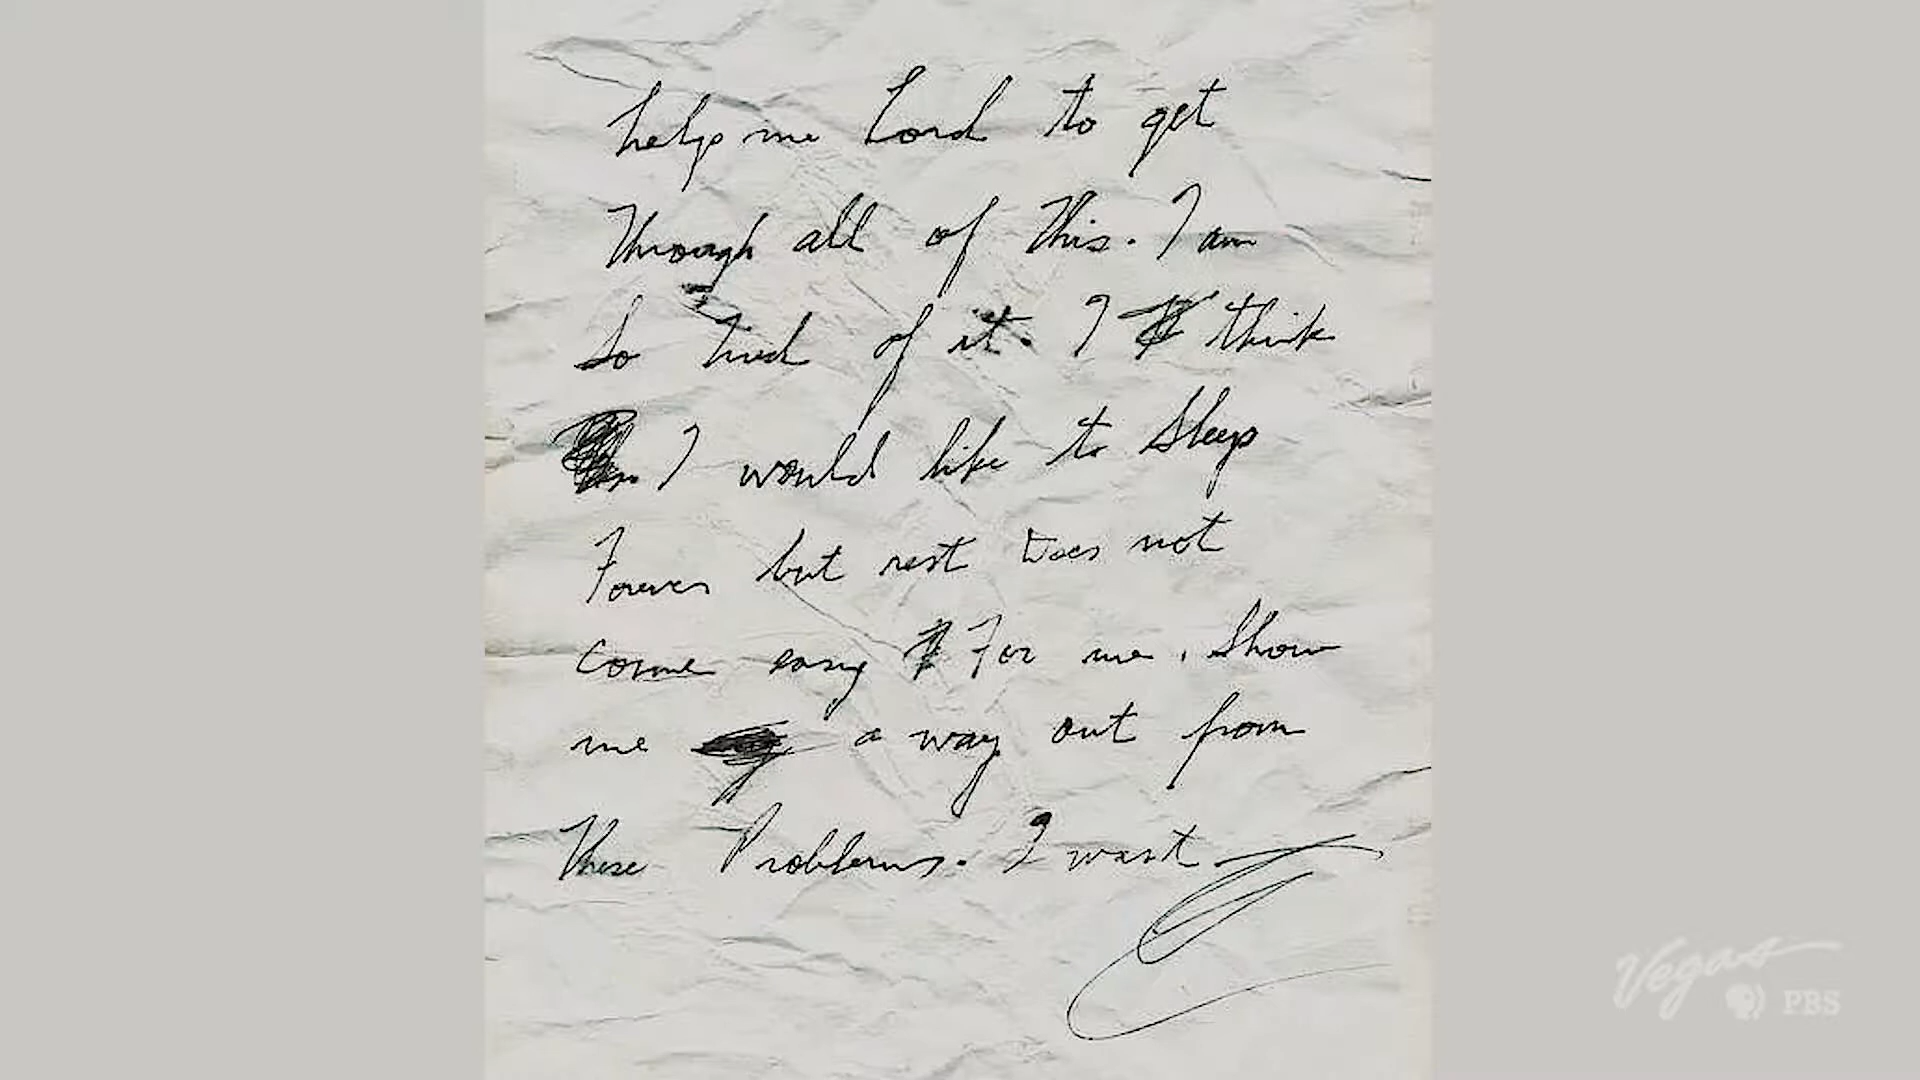 help me Lord to get
Through all of this. I am
So tired of it. I think
I would like to Sleep
Forever but rest Does not
come easy For me. Show
me a way out from
These Problems. I want
Vegas
PBS